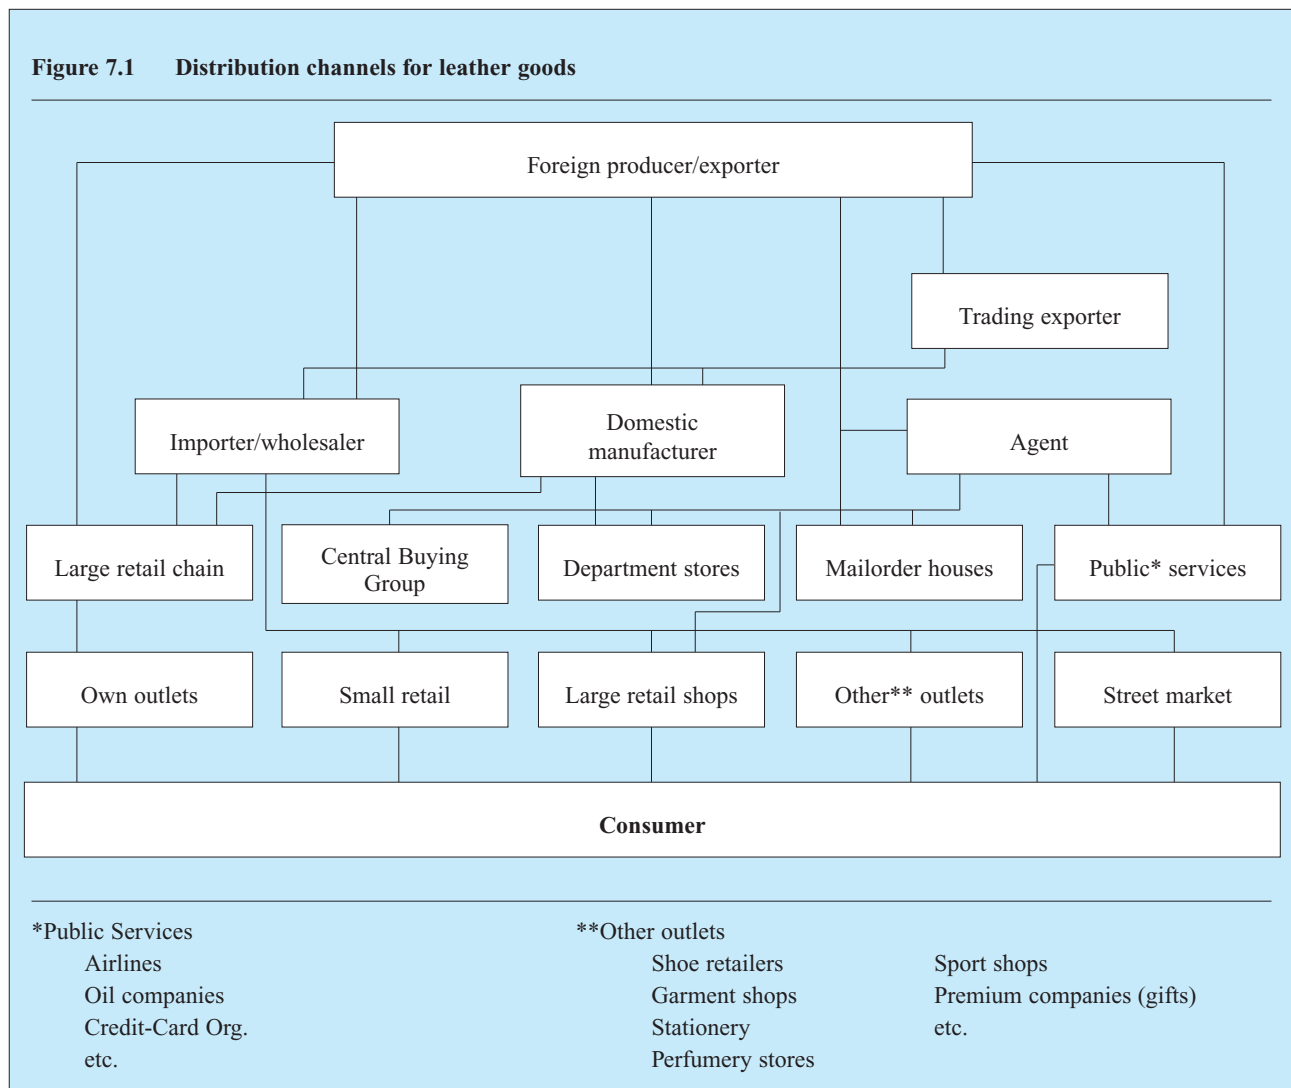 Figure 7.1 Distribution channels for leather goods
Foreign producer/exporter
Trading exporter
Importer/wholesaler
Domestic
manufacturer
Agent
Large retail chain
Central Buying
Group
Department stores
Mailorder houses
Public* services
Own outlets
Small retail
Large retail shops
Other** outlets
Street market
Consumer
*Public Services
Airlines
Oil companies
Credit-Card Org.
etc.
**Other outlets
Shoe retailers
Garment shops
Stationery
Perfumery stores
Sport shops
Premium companies (gifts)
etc.